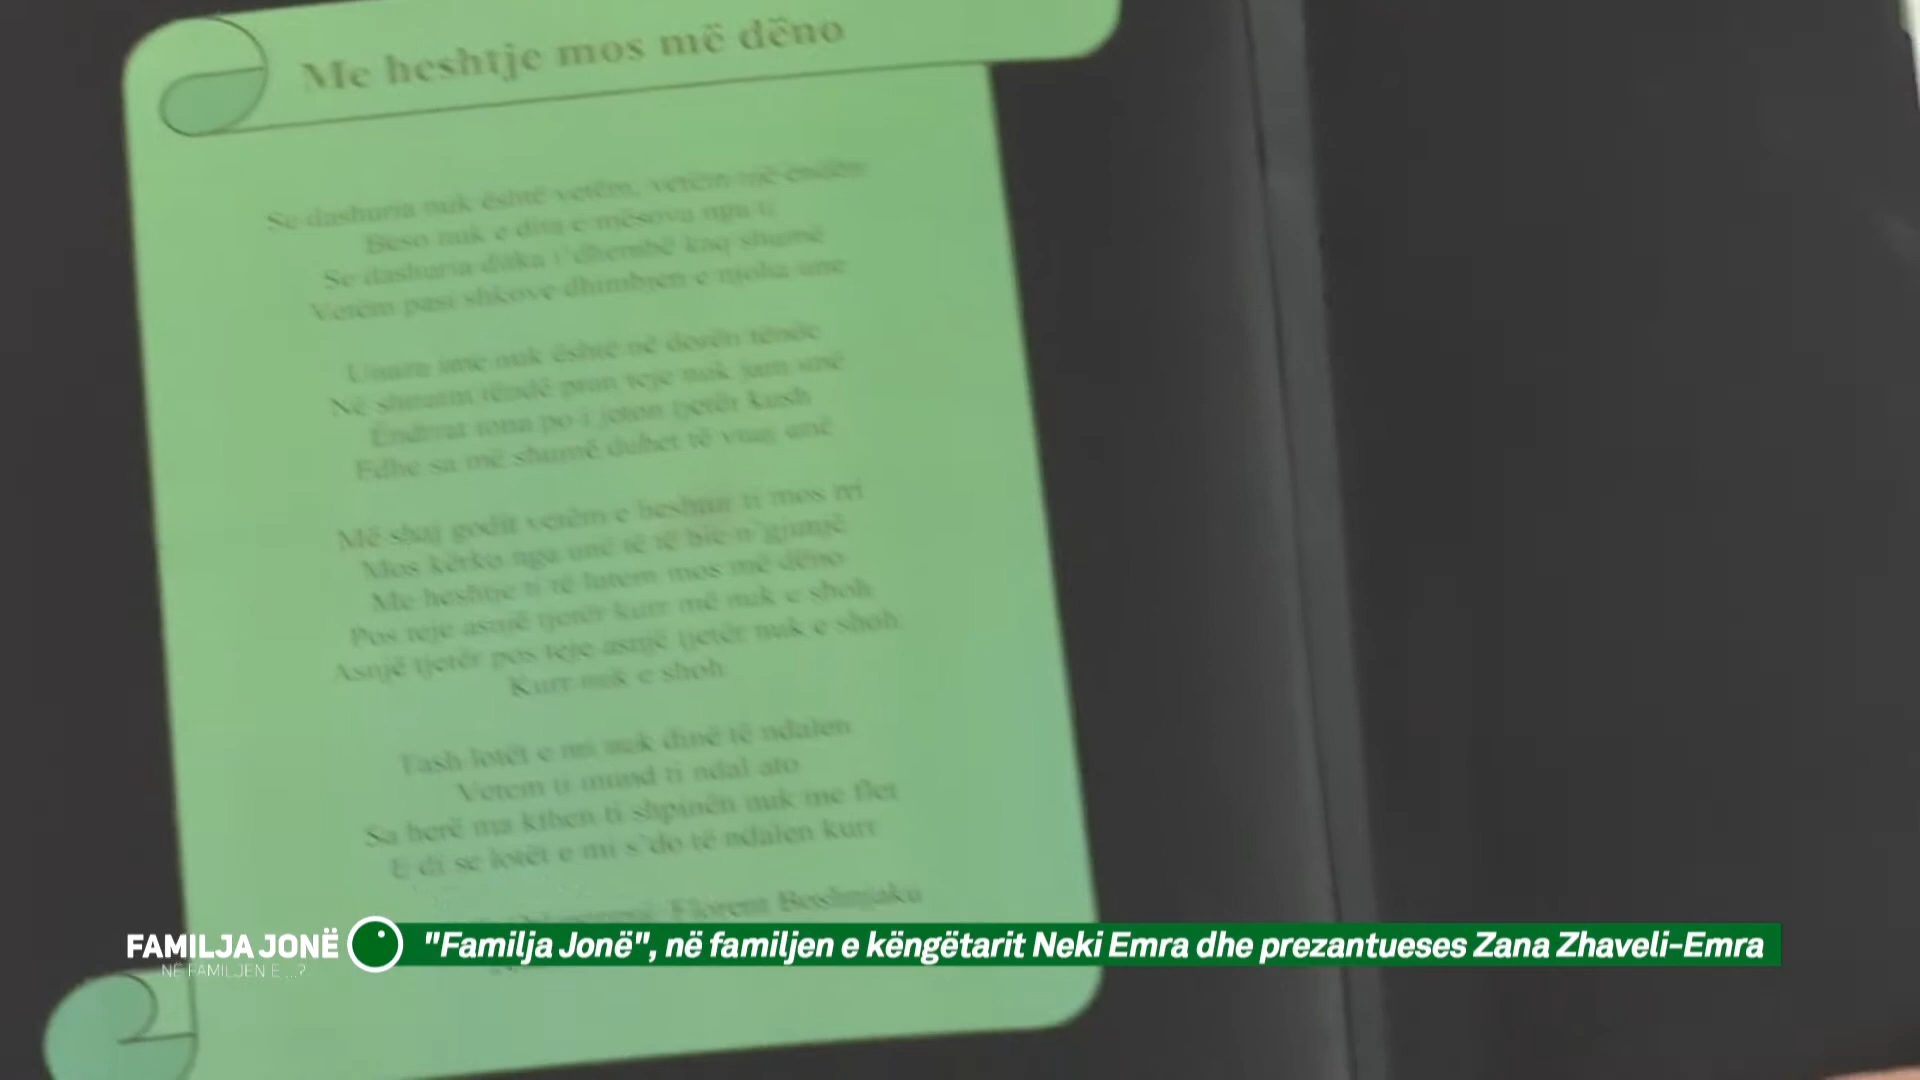 Me heshtje mos më dëno
Se dashuria nuk është vetëm, vetëm një ëndërr
Beso nuk e dija e mësova nga ti
Se dashuria ditka t'dhembë kaq shumë
Vetëm pasi shkove dhimbjen e njoha unë
Unaza ime nuk është në dorën tënde
Në shtratin tëndë pran teje nuk jam unë
Ëndrrat tona po i jeton tjetër kush
Edhe sa më shumë duhet të vuaj unë
Më shaj godit vetëm e heshtur ti mos rri
Mos kërko nga unë të të bie n'gjunjë
Me heshtje ti të lutem mos më dëno
Pos teje asnjë tjetër kurr më nuk e shoh
Asnjë tjetër pos teje asnjë tjetër nuk e shoh
Kurr nuk e shoh
Tash lotët e mi nuk dinë të ndalen
Vetem ti mund ti ndal ato
Sa herë ma kthen ti shpinën nuk me flet
E di se lotët e mi s'do të ndalen kurr
Florent Boshnjaku
FAMILJA JONË
NË FAMILJEN E ...?
"Familja Jonë", në familjen e këngëtarit Neki Emra dhe prezantueses Zana Zhaveli-Emra